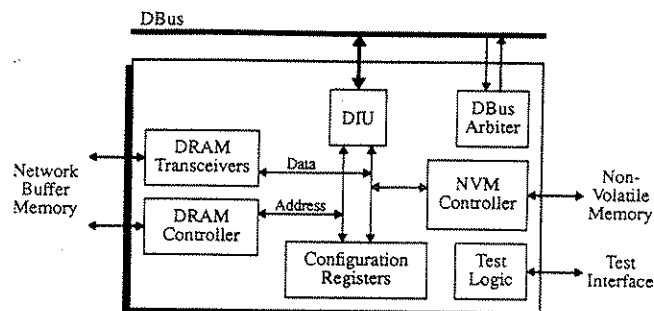 DBus
DIU
DBus
Arbiter
DRAM
Transceivers
Data
Network
Buffer
Memory
NVM
Controller
Non-
Volatile
Memory
Address
DRAM
Controller
Configuration
Registers
Test
Logic
Test
Interface